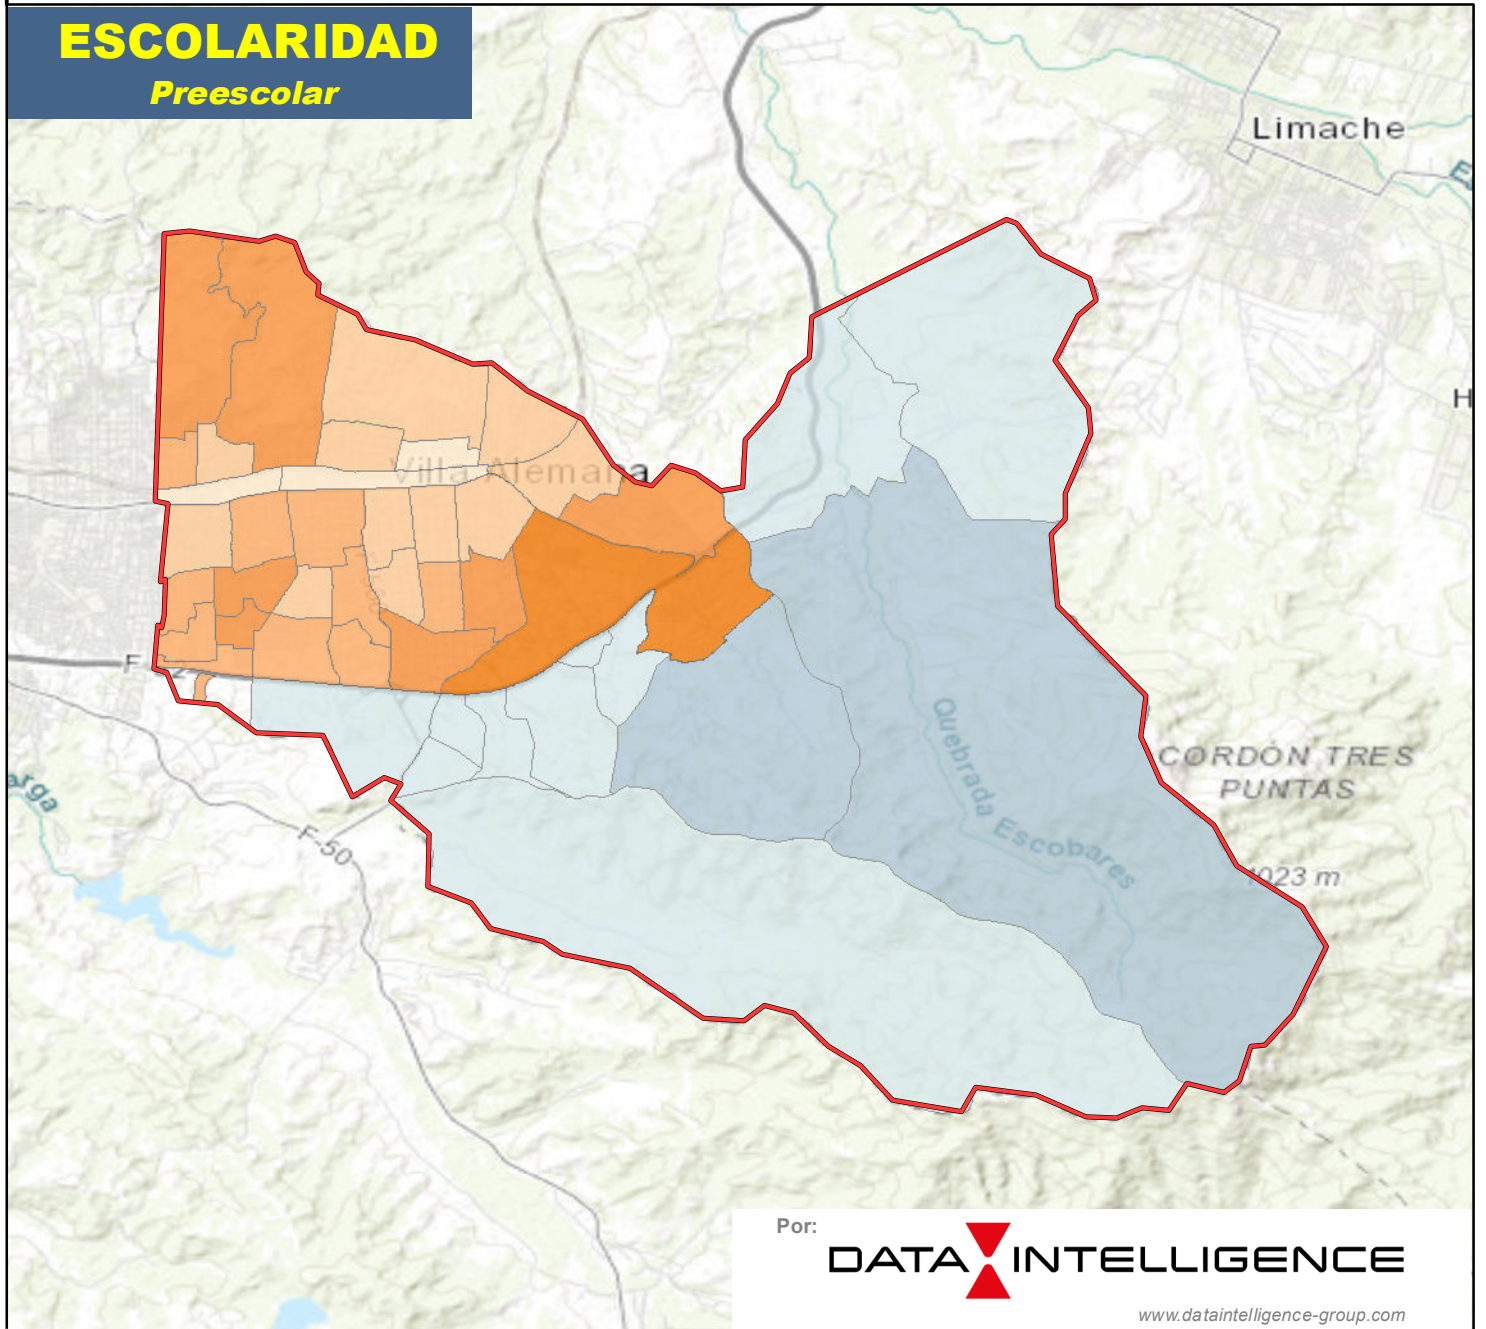 ESCOLARIDAD
Preescolar
Limache
H
Villa Alemana
F
F-50
Quebrada Escobares
CORDÓN TRES
PUNTAS
1023 m
Por:
DATA INTELLIGENCE
www.dataintelligence-group.com